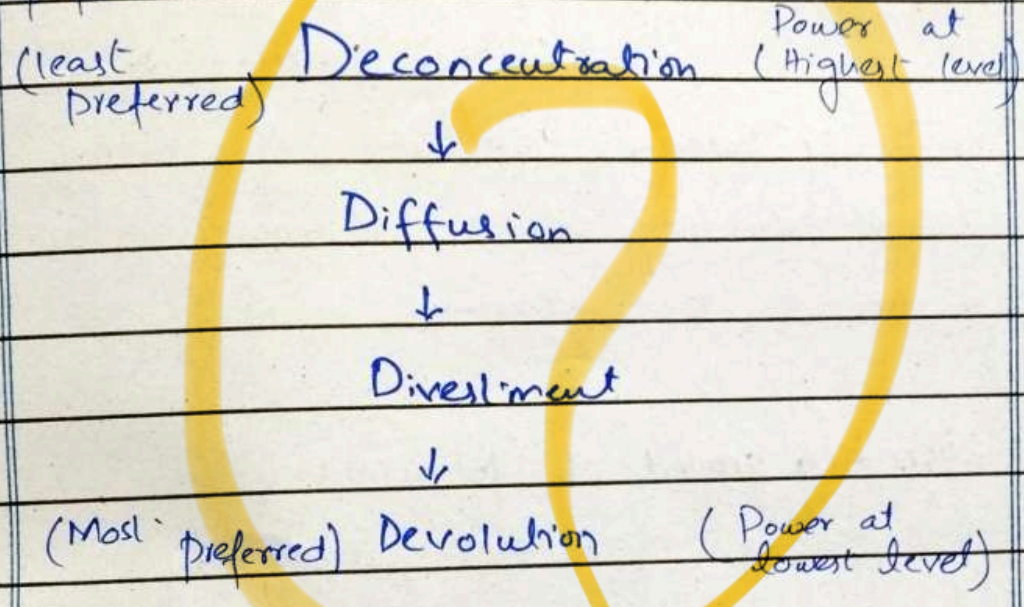 (least Deconcentration Power at
preferred) (Highest level)
↓
Diffusion
↓
Divestment
↓
(Most preferred) Devolution (Power at
lowest level)